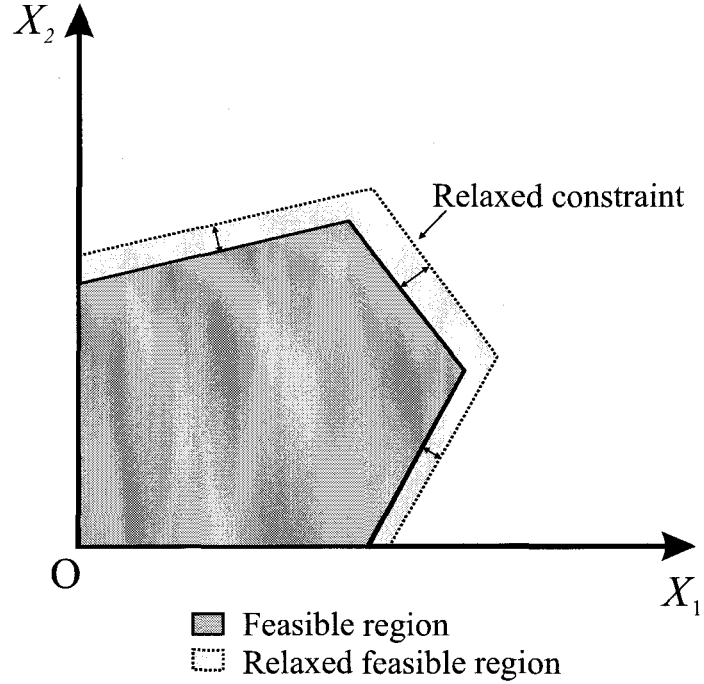 X2
Relaxed constraint
O
X1
Feasible region
Relaxed feasible region